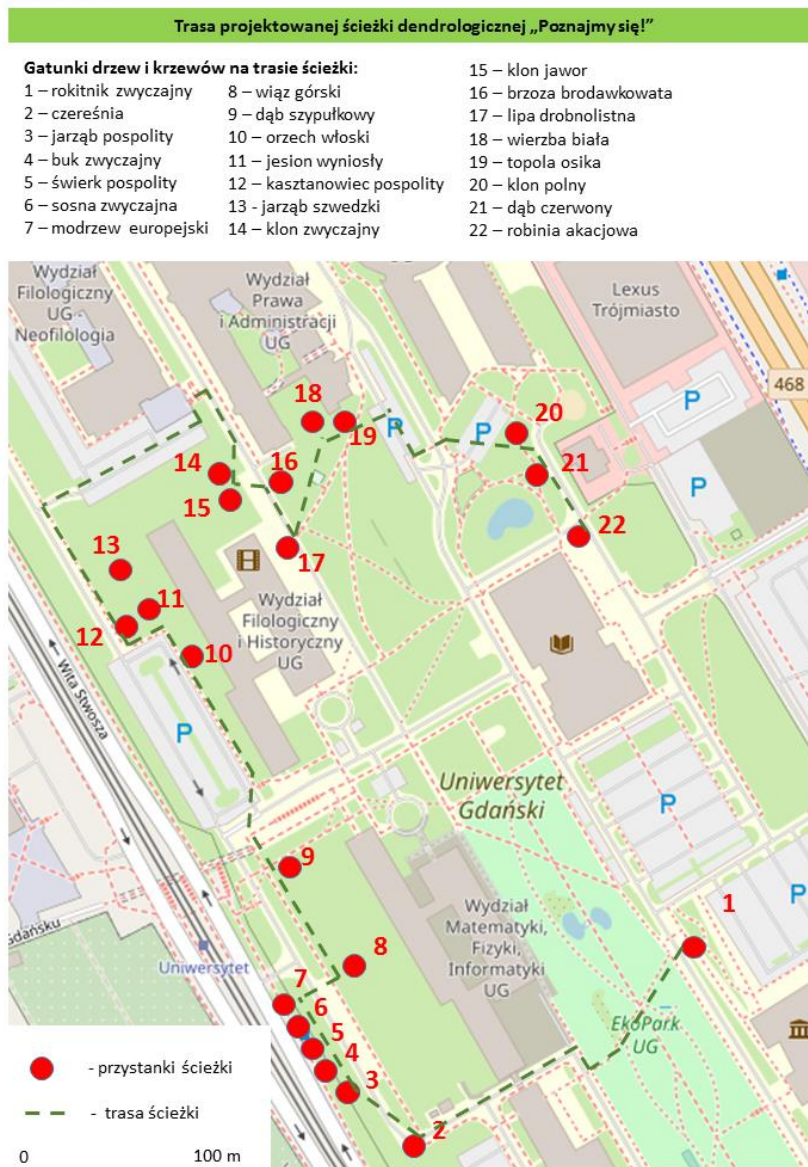 Trasa projektowanej ścieżki dendrologicznej „Poznajmy się!”
Gatunki drzew i krzewów na trasie ścieżki:
1 – rokitnik zwyczajny
2 – czereśnia
3 – jarząb pospolity
4 – buk zwyczajny
5 – świerk pospolity
6 – sosna zwyczajna
7 – modrzew europejski
8 – wiąz górski
9 – dąb szypułkowy
10 – orzech włoski
11 – jesion wyniosły
12 – kasztanowiec pospolity
13 - jarząb szwedzki
14 – klon zwyczajny
15 – klon jawor
16 – brzoza brodawkowata
17 – lipa drobnolistna
18 – wierzba biała
19 – topola osika
20 – klon polny
21 – dąb czerwony
22 – robinia akacjowa
Wydział
Filologiczny
UG -
Neofilologia
Wydział
Prawa
i Administracji
UG
Lexus
Trójmiasto
468
P
18
19
P
P
20
P
14
16
21
P
15
22
13
17
11
Wydział
Filologiczny
i Historyczny
UG
12
10
Wita Stwosza
P
Uniwersytet
Gdański
P
9
P
Gdańsku
Wydział
Matematyki,
Fizyki,
Informatyki
UG
1
Uniwersytet
8
7
6
5
4
3
2
EkoPark
UG
- przystanki ścieżki
- trasa ścieżki
0 100 m